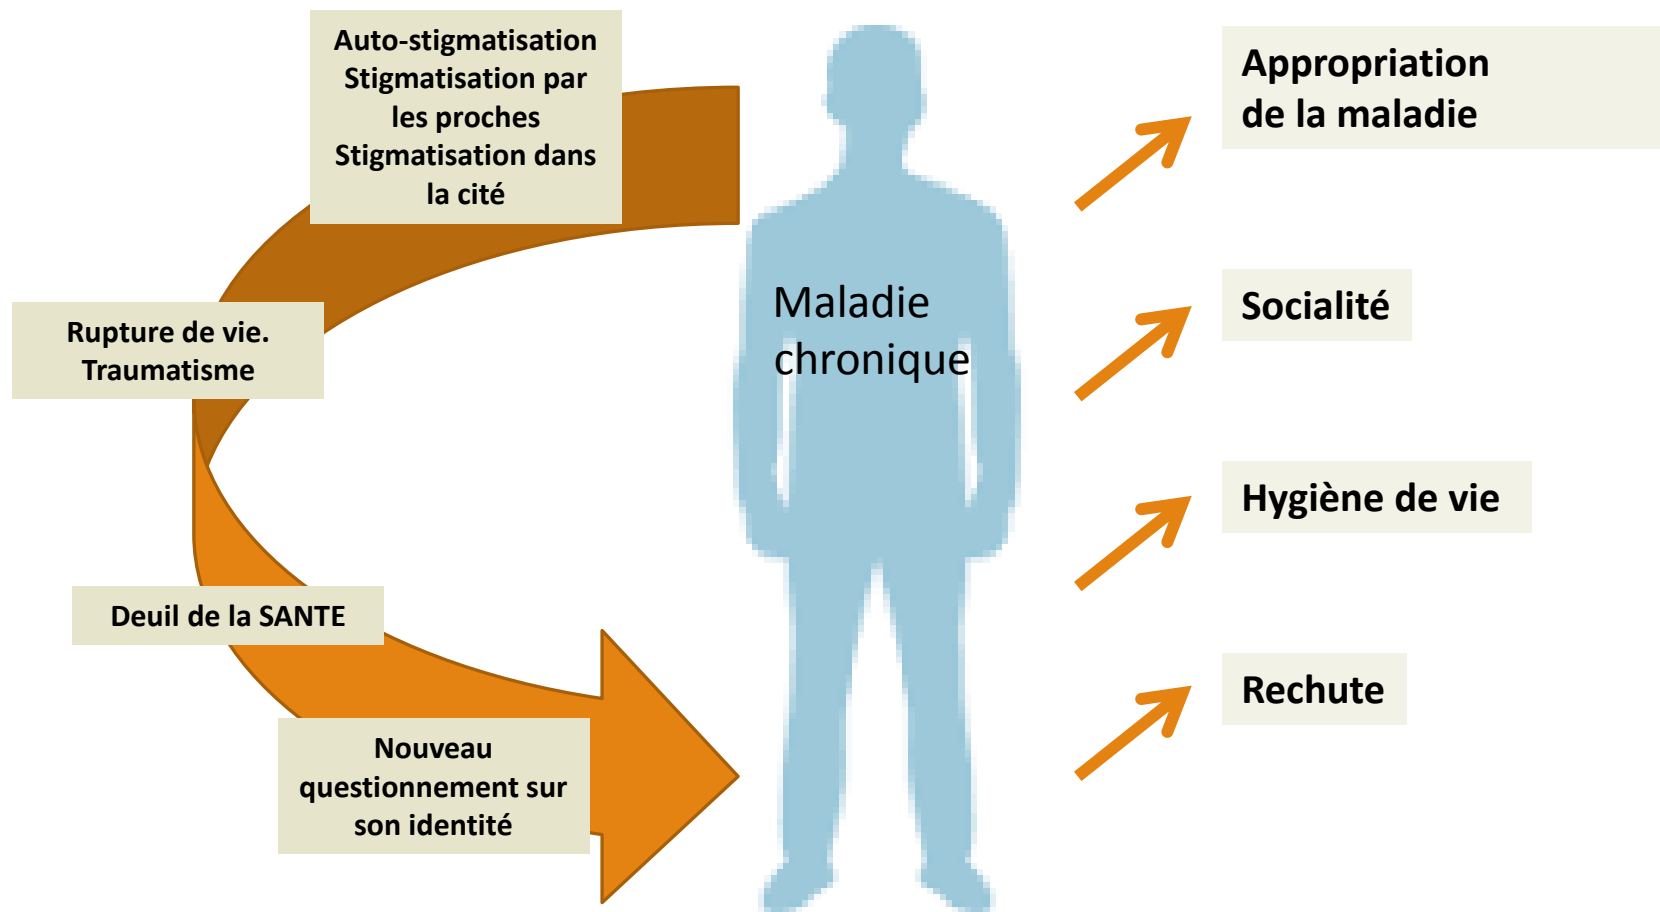 Auto-stigmatisation
Stigmatisation par
les proches
Stigmatisation dans
la cité
Rupture de vie.
Traumatisme
Deuil de la SANTE
Nouveau
questionnement sur
son identité
Maladie
chronique
Appropriation
de la maladie
Socialité
Hygiène de vie
Rechute